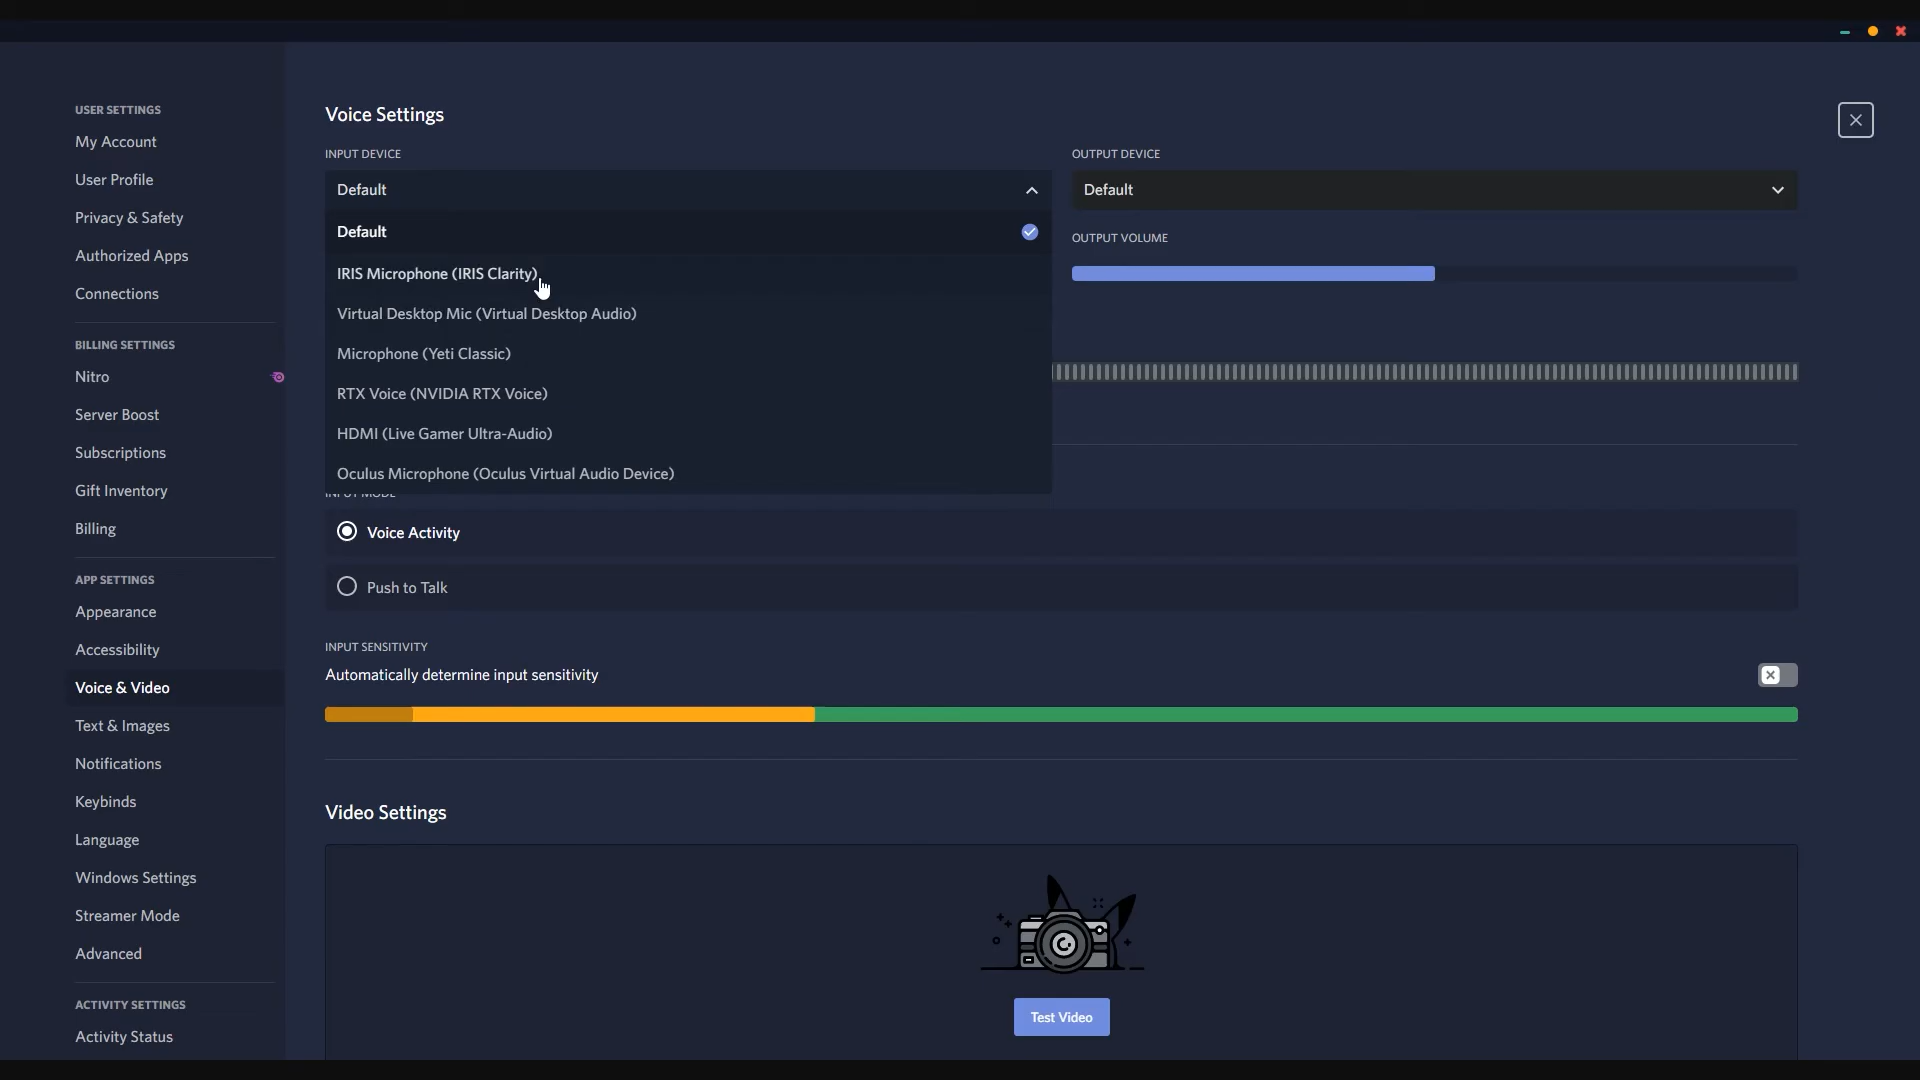 USER SETTINGS
My Account
User Profile
Privacy & Safety
Authorized Apps
Connections
BILLING SETTINGS
Nitro
Server Boost
Subscriptions
Gift Inventory
Billing
APP SETTINGS
Appearance
Accessibility
Voice & Video
Text & Images
Notifications
Keybinds
Language
Windows Settings
Streamer Mode
Advanced
ACTIVITY SETTINGS
Activity Status
Voice Settings
INPUT DEVICE
Default
Default
IRIS Microphone (IRIS Clarity)
Virtual Desktop Mic (Virtual Desktop Audio)
Microphone (Yeti Classic)
RTX Voice (NVIDIA RTX Voice)
HDMI (Live Gamer Ultra-Audio)
Oculus Microphone (Oculus Virtual Audio Device)
OUTPUT DEVICE
Default
OUTPUT VOLUME
INPUT MODE
Voice Activity
Push to Talk
INPUT SENSITIVITY
Automatically determine input sensitivity
Video Settings
Test Video